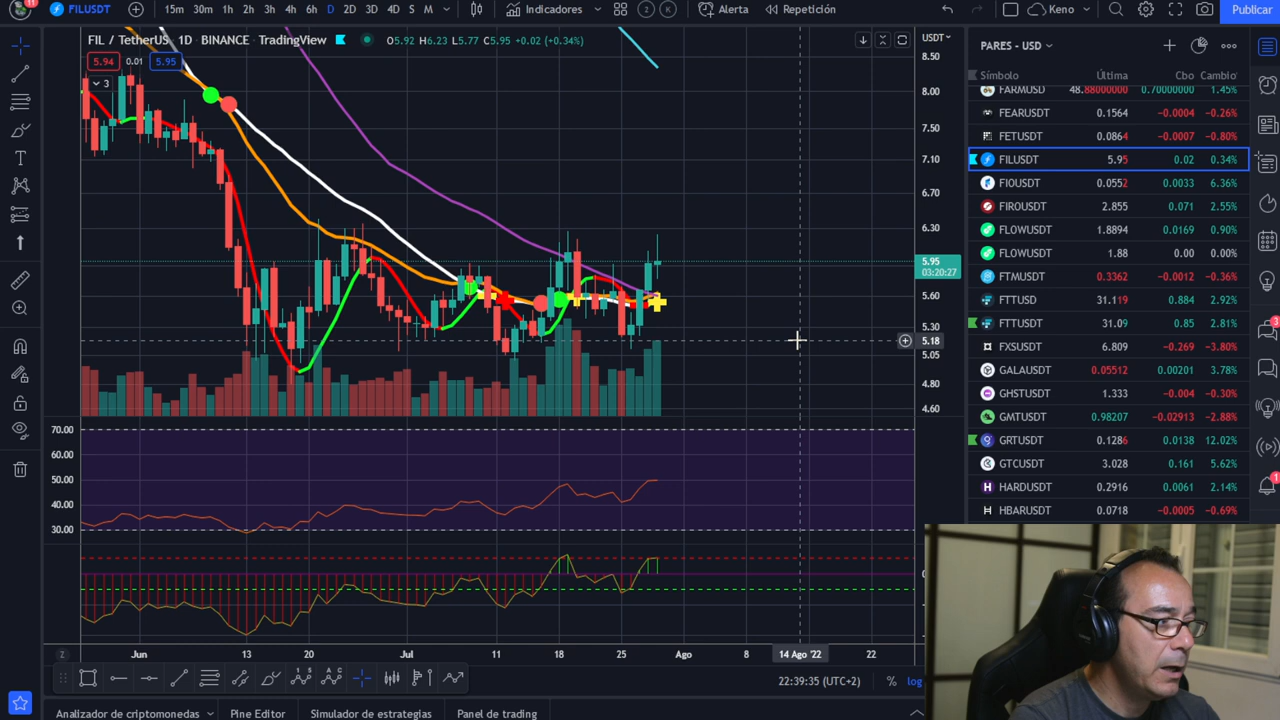 11
FILUSDT
15m 30m 1h 2h 3h 4h 6h D 2D 3D S M
Indicadores
2 K
Alerta
Repetición
Keno
Publicar
FIL / TetherUS · 1D · BINANCE · TradingView
O5.92 H6.23 L5.77 C5.95 +0.02 (+0.34%)
5.94 0.01 5.95
3
USDT
8.50
8.00
7.50
7.10
6.70
6.30
5.95
03:20:27
5.60
5.30
5.18
5.05
4.80
4.60
70.00
60.00
50.00
40.00
30.00
0
Z
Jun 13 20 Jul 11 18 25 Ago 8 14 Ago '22 22
22:39:35 (UTC+2) % log
Analizador de criptomonedas
Pine Editor
Simulador de estrategias
Panel de trading
PARES - USD
Símbolo Última Cbo Cambio
FARMUSD 48.88000000 0.70000000 1.45%
FEARUSDT 0.1564 -0.0004 -0.26%
FETUSDT 0.0864 -0.0007 -0.80%
FILUSDT 5.95 0.02 0.34%
FIOUSDT 0.0552 0.0033 6.36%
FIROUSDT 2.855 0.071 2.55%
FLOWUSDT 1.8894 0.0169 0.90%
FLOWUSDT 1.88 0.00 0.00%
FTMUSDT 0.3362 -0.0012 -0.36%
FTTUSD 31.119 0.884 2.92%
FTTUSDT 31.09 0.85 2.81%
FXSUSDT 6.809 -0.269 -3.80%
GALAUSDT 0.05512 0.00201 3.78%
GHSTUSDT 1.333 -0.004 -0.30%
GMTUSDT 0.98207 -0.02913 -2.88%
GRTUSDT 0.1286 0.0138 12.02%
GTCUSDT 3.028 0.161 5.62%
HARDUSDT 0.2916 0.0061 2.14%
HBARUSDT 0.0718 -0.0005 -0.69%
3
1